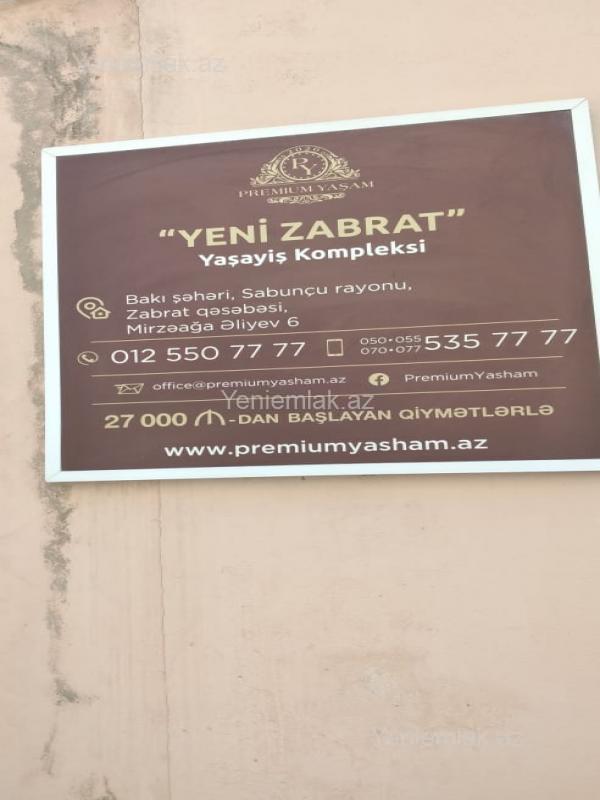 Yeniemlak.az
2020
PY
PREMIUM YAŞAM
“YENİ ZABRAT”
Yaşayiş Kompleksi
Bakı şəhəri, Sabunçu rayonu,
Zabrat qəsəbəsi,
Mirzəağa Əliyev 6
012 550 77 77
050•055
070•077
535 77 77
office@premiumyasham.az
PremiumYasham
Yeniemlak.az
27 000 ₼-DAN BAŞLAYAN QİYMƏTLƏRLƏ
www.premiumyasham.az
Yeniemlak.az